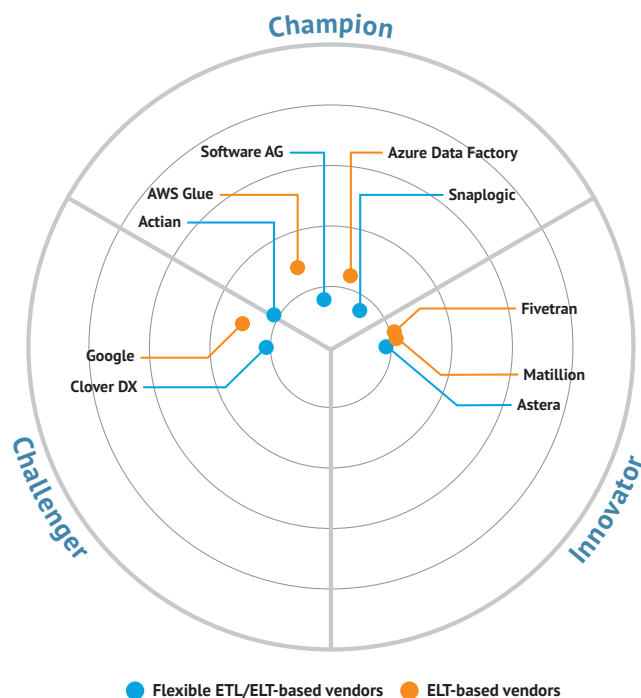 Champion
Software AG
Azure Data Factory
AWS Glue
Snaplogic
Actian
Fivetran
Google
Matillion
Clover DX
Astera
Challenger
Innovator
Flexible ETL/ELT-based vendors
ELT-based vendors